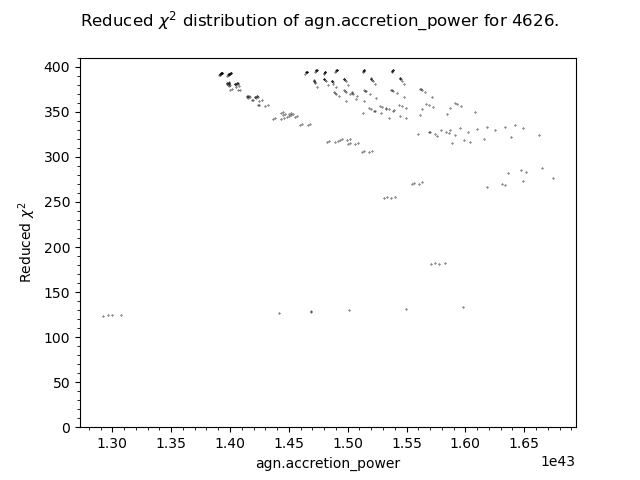 Reduced χ² distribution of agn.accretion_power for 4626.
400
350
300
250
200
150
100
50
0
Reduced χ²
1.30 1.35 1.40 1.45 1.50 1.55 1.60 1.65
1e43
agn.accretion_power